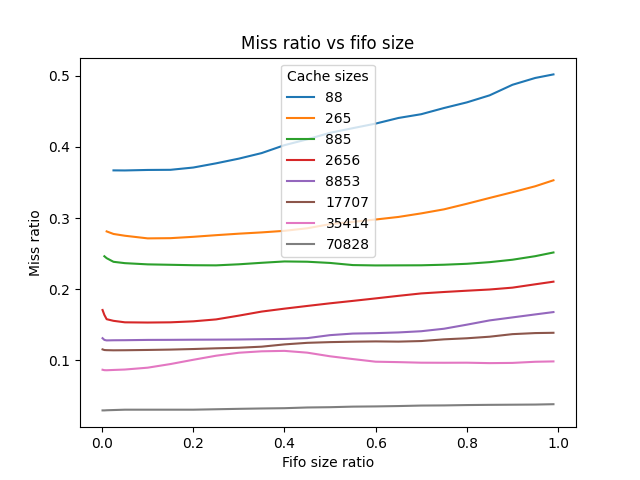 Miss ratio vs fifo size
Cache sizes
88
265
885
2656
8853
17707
35414
70828
0.5
0.4
0.3
0.2
0.1
Miss ratio
0.0 0.2 0.4 0.6 0.8 1.0
Fifo size ratio